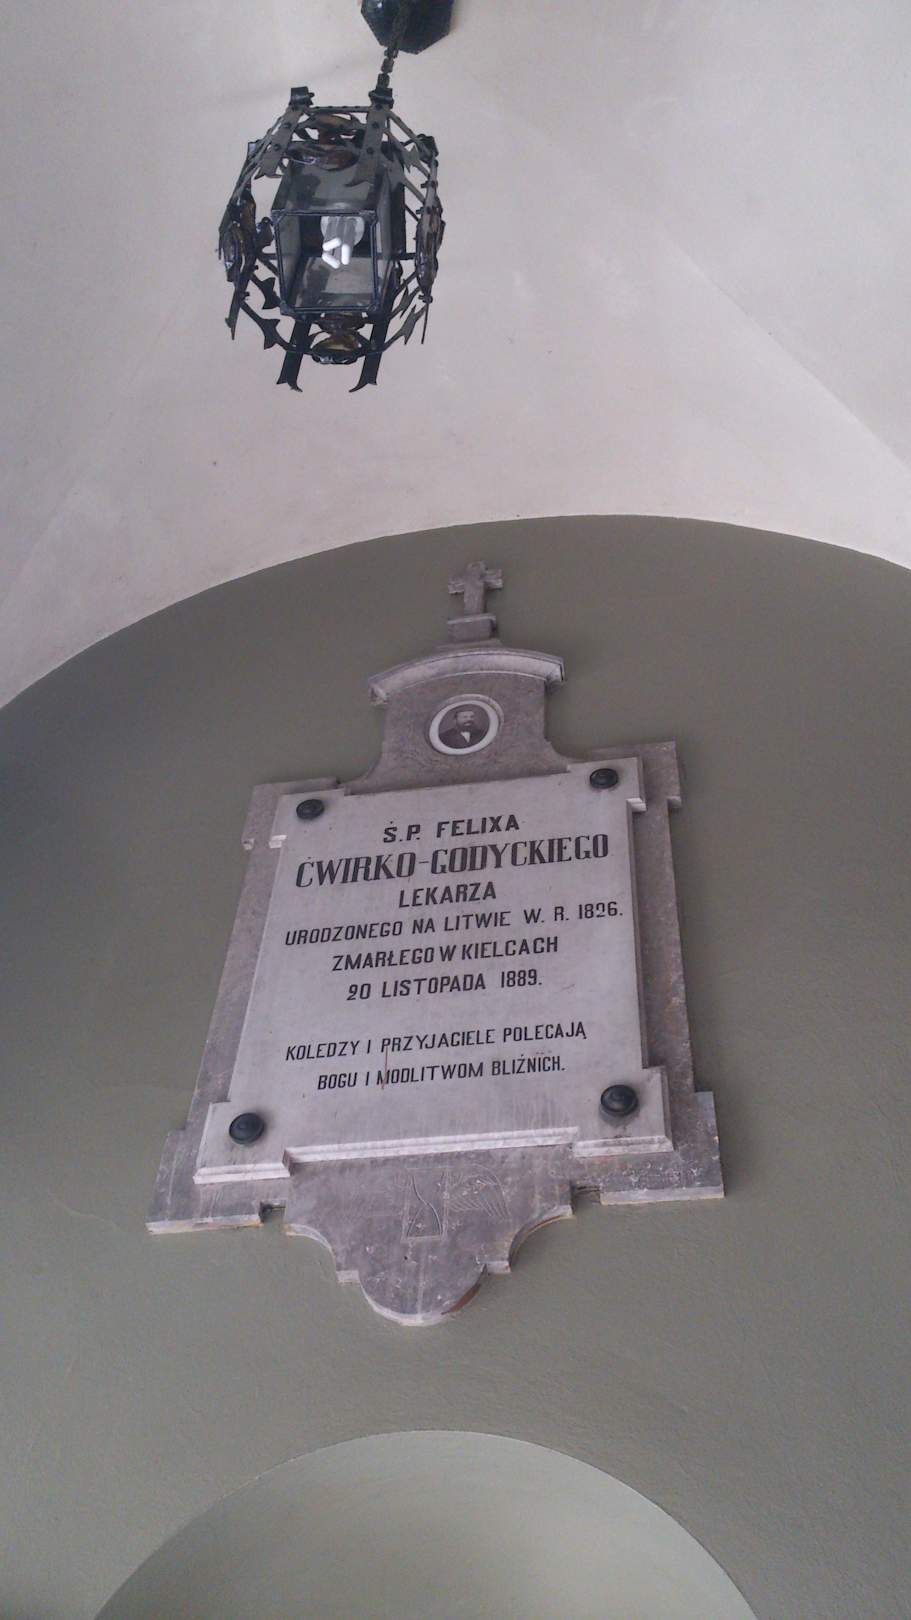 Ś.P. FELIXA
ĆWIRKO-GODYCKIEGO
LEKARZA
URODZONEGO NA LITWIE W. R. 1826.
ZMARŁEGO W KIELCACH
20 LISTOPADA 1889.
KOLEDZY I PRZYJACIELE POLECAJĄ
BOGU I MODLITWOM BLIŹNICH.